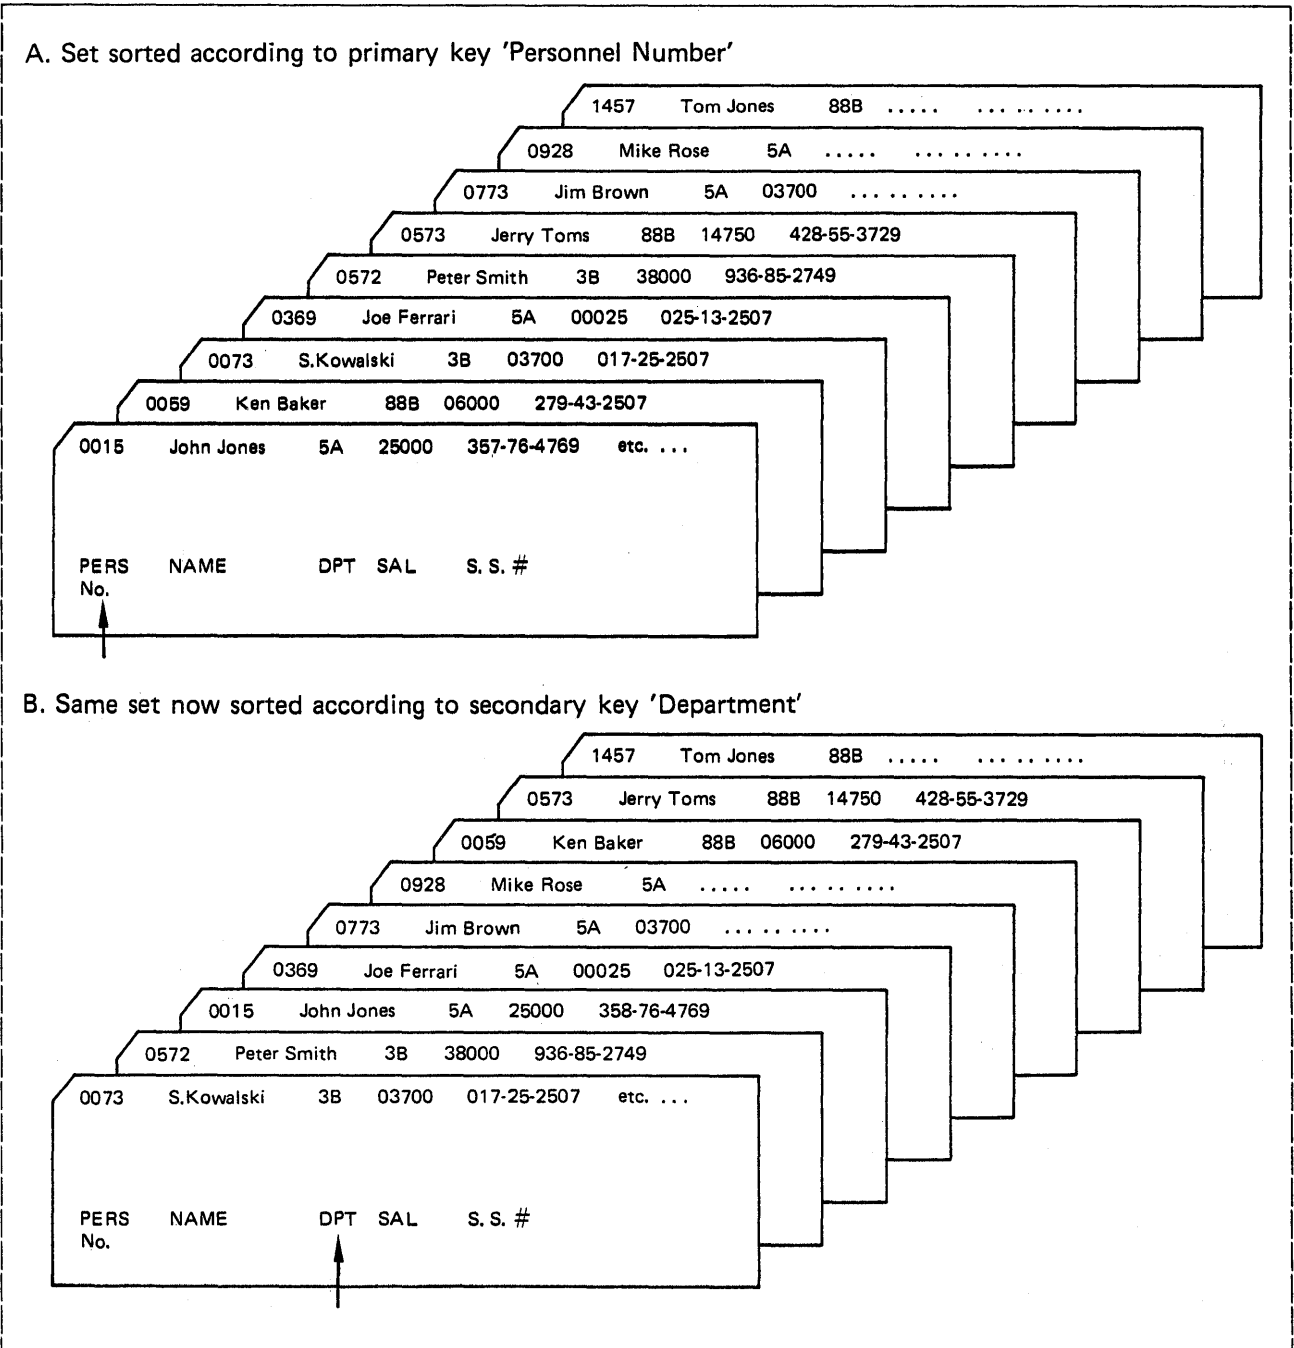 A. Set sorted according to primary key 'Personnel Number'
1457 Tom Jones 88B ..... ... .. ....
0928 Mike Rose 5A ..... ... .. ....
0773 Jim Brown 5A 03700 ... .. ....
0573 Jerry Toms 88B 14750 428-55-3729
0572 Peter Smith 3B 38000 936-85-2749
0369 Joe Ferrari 5A 00025 025-13-2507
0073 S.Kowalski 3B 03700 017-25-2507
0059 Ken Baker 88B 06000 279-43-2507
0015 John Jones 5A 25000 357-76-4769 etc. ...
PERS NAME DPT SAL S. S. #
No.
B. Same set now sorted according to secondary key 'Department'
1457 Tom Jones 88B ..... ... .. ....
0573 Jerry Toms 88B 14750 428-55-3729
0059 Ken Baker 88B 06000 279-43-2507
0928 Mike Rose 5A ..... ... .. ....
0773 Jim Brown 5A 03700 ... .. ....
0369 Joe Ferrari 5A 00025 025-13-2507
0015 John Jones 5A 25000 358-76-4769
0572 Peter Smith 3B 38000 936-85-2749
0073 S.Kowalski 3B 03700 017-25-2507 etc. ...
PERS NAME DPT SAL S. S. #
No.